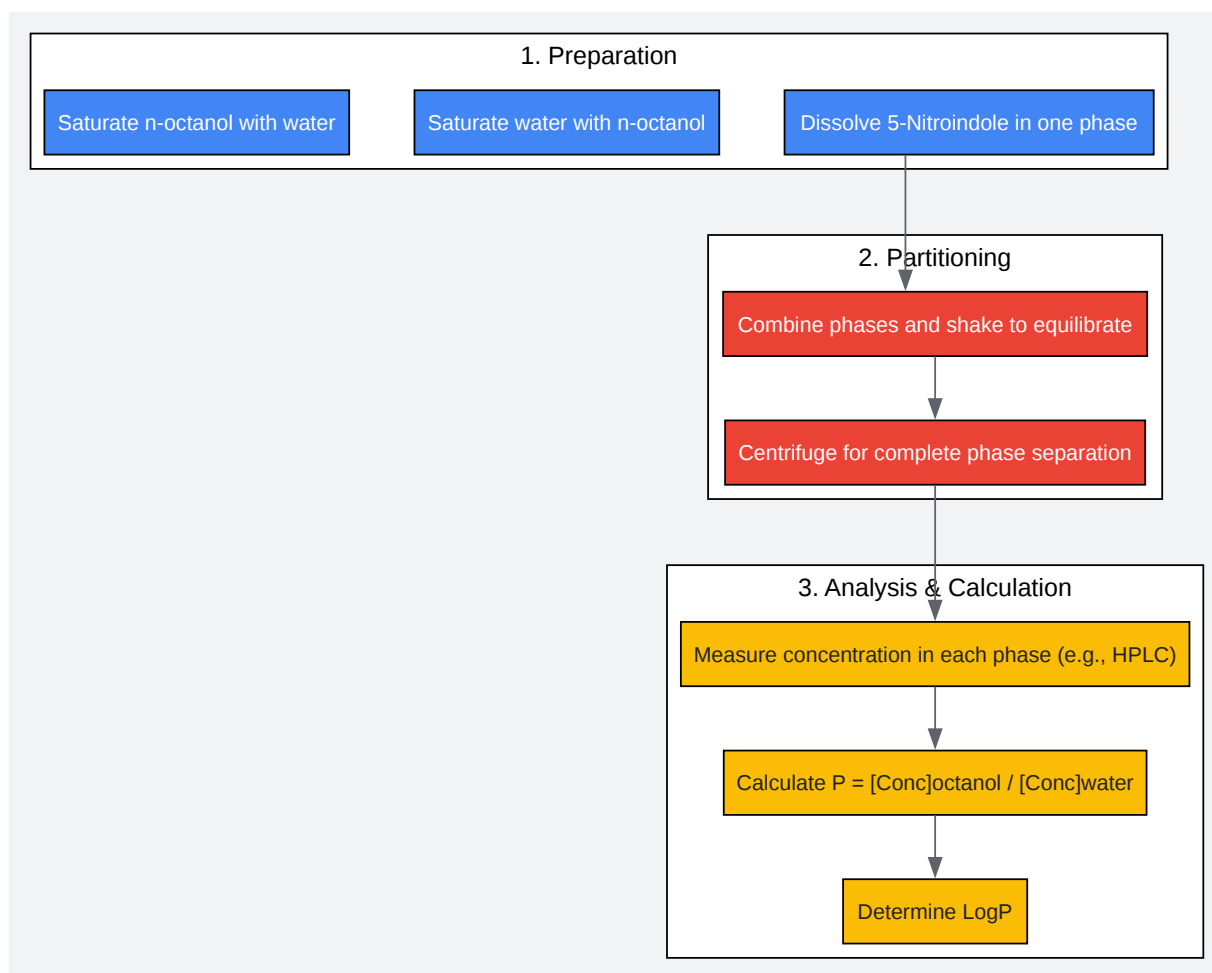 1. Preparation
Saturate n-octanol with water
Saturate water with n-octanol
Dissolve 5-Nitroindole in one phase
2. Partitioning
Combine phases and shake to equilibrate
Centrifuge for complete phase separation
3. Analysis & Calculation
Measure concentration in each phase (e.g., HPLC)
Calculate P = [Conc]octanol / [Conc]water
Determine LogP